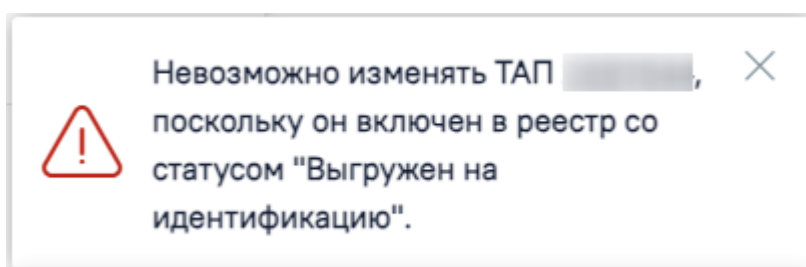 Невозможно изменять ТАП ,
поскольку он включен в реестр со
статусом "Выгружен на
идентификацию".